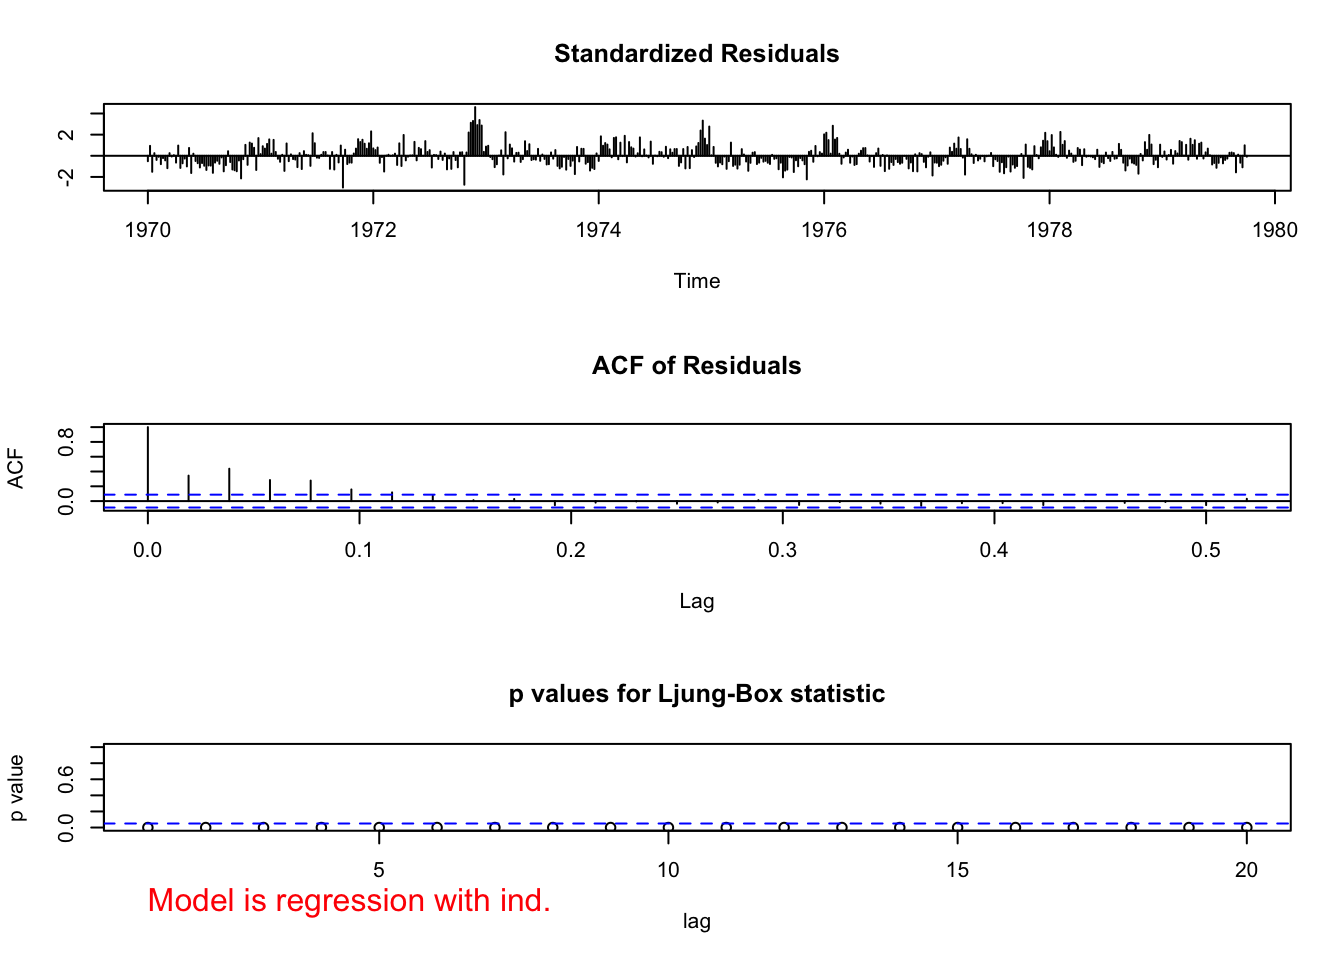 Standardized Residuals
2
-2
1970 1972 1974 1976 1978 1980
Time
ACF of Residuals
ACF
0.8
0.0
0.0 0.1 0.2 0.3 0.4 0.5
Lag
p values for Ljung-Box statistic
p value
0.6
0.0
5 10 15 20
Model is regression with ind.
lag